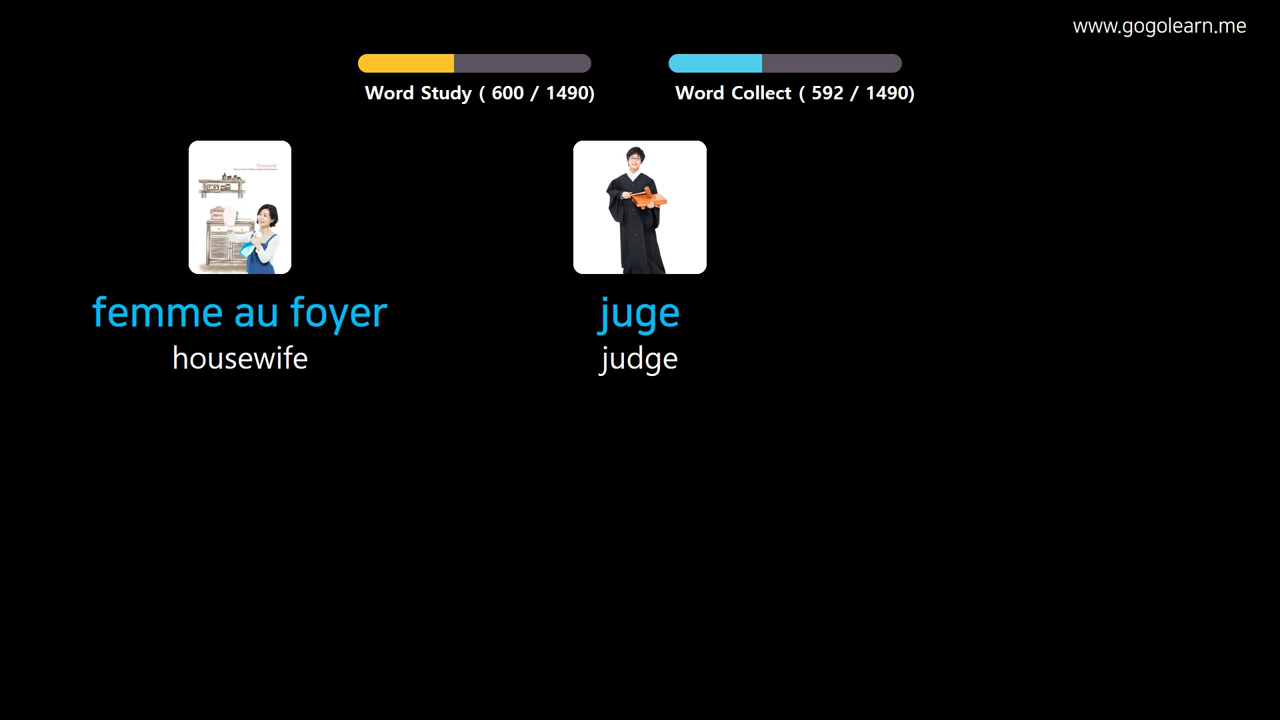 www.gogolearn.me
Word Study ( 600 / 1490)
Word Collect ( 592 / 1490)
femme au foyer
housewife
juge
judge